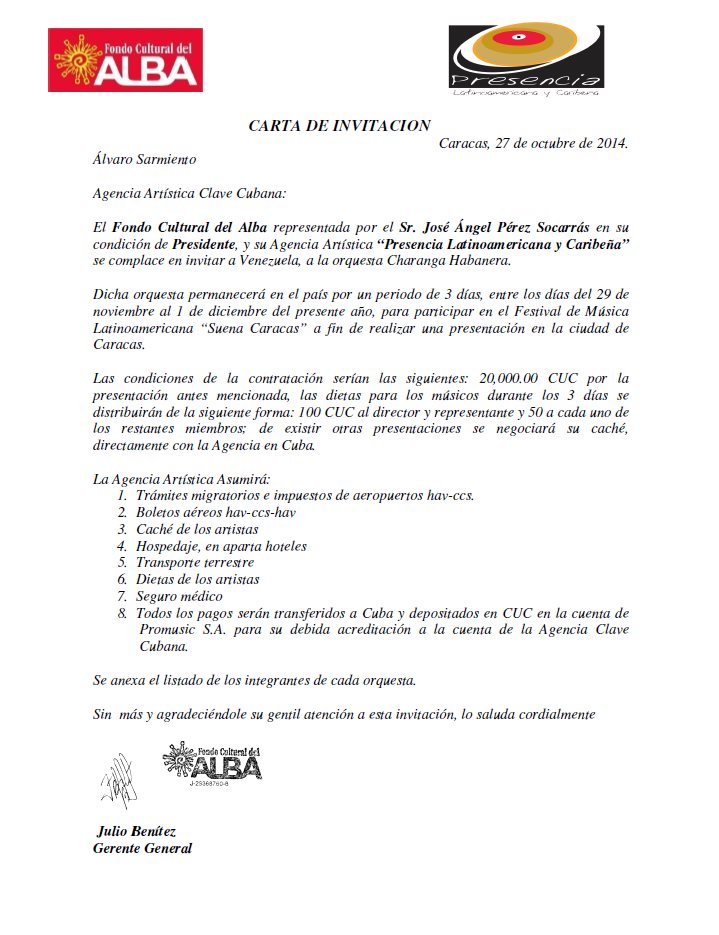 Fondo Cultural del
ALBA
Presencia
Latinoamericana y Caribeña
CARTA DE INVITACION
Caracas, 27 de octubre de 2014.
Álvaro Sarmiento
Agencia Artística Clave Cubana:
El Fondo Cultural del Alba representada por el Sr. José Ángel Pérez Socarrás en su
condición de Presidente, y su Agencia Artística “Presencia Latinoamericana y Caribeña”
se complace en invitar a Venezuela, a la orquesta Charanga Habanera.
Dicha orquesta permanecerá en el país por un periodo de 3 días, entre los días del 29 de
noviembre al 1 de diciembre del presente año, para participar en el Festival de Música
Latinoamericana “Suena Caracas” a fin de realizar una presentación en la ciudad de
Caracas.
Las condiciones de la contratación serían las siguientes: 20,000.00 CUC por la
presentación antes mencionada, las dietas para los músicos durante los 3 días se
distribuirán de la siguiente forma: 100 CUC al director y representante y 50 a cada uno de
los restantes miembros; de existir otras presentaciones se negociará su caché,
directamente con la Agencia en Cuba.
La Agencia Artística Asumirá:
1. Trámites migratorios e impuestos de aeropuertos hav-ccs.
2. Boletos aéreos hav-ccs-hav
3. Caché de los artistas
4. Hospedaje, en aparta hoteles
5. Transporte terrestre
6. Dietas de los artistas
7. Seguro médico
8. Todos los pagos serán transferidos a Cuba y depositados en CUC en la cuenta de
Promusic S.A. para su debida acreditación a la cuenta de la Agencia Clave
Cubana.
Se anexa el listado de los integrantes de cada orquesta.
Sin más y agradeciéndole su gentil atención a esta invitación, lo saluda cordialmente
Fondo Cultural del
ALBA
J-29368760-8
Julio Benítez
Gerente General